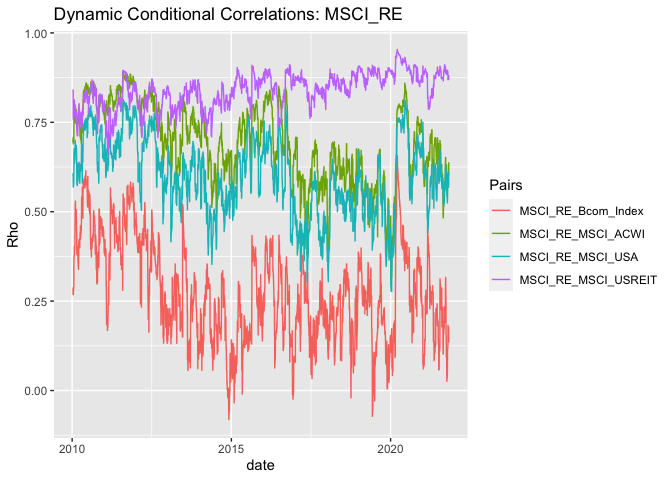 Dynamic Conditional Correlations: MSCI_RE
1.00
0.75
0.50
0.25
0.00
Rho
2010
2015
2020
date
Pairs
MSCI_RE_Bcom_Index
MSCI_RE_MSCI_ACWI
MSCI_RE_MSCI_USA
MSCI_RE_MSCI_USREIT